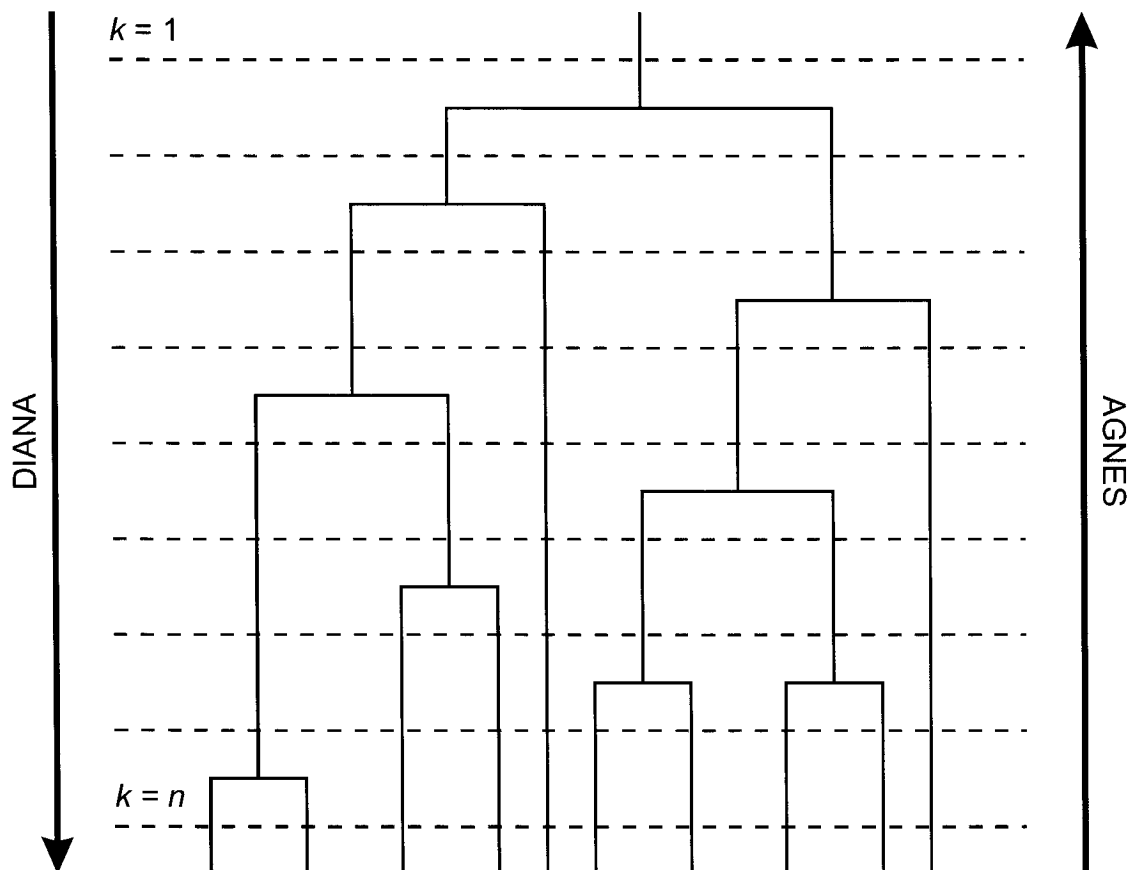 k = 1
DIANA
AGNES
k = n